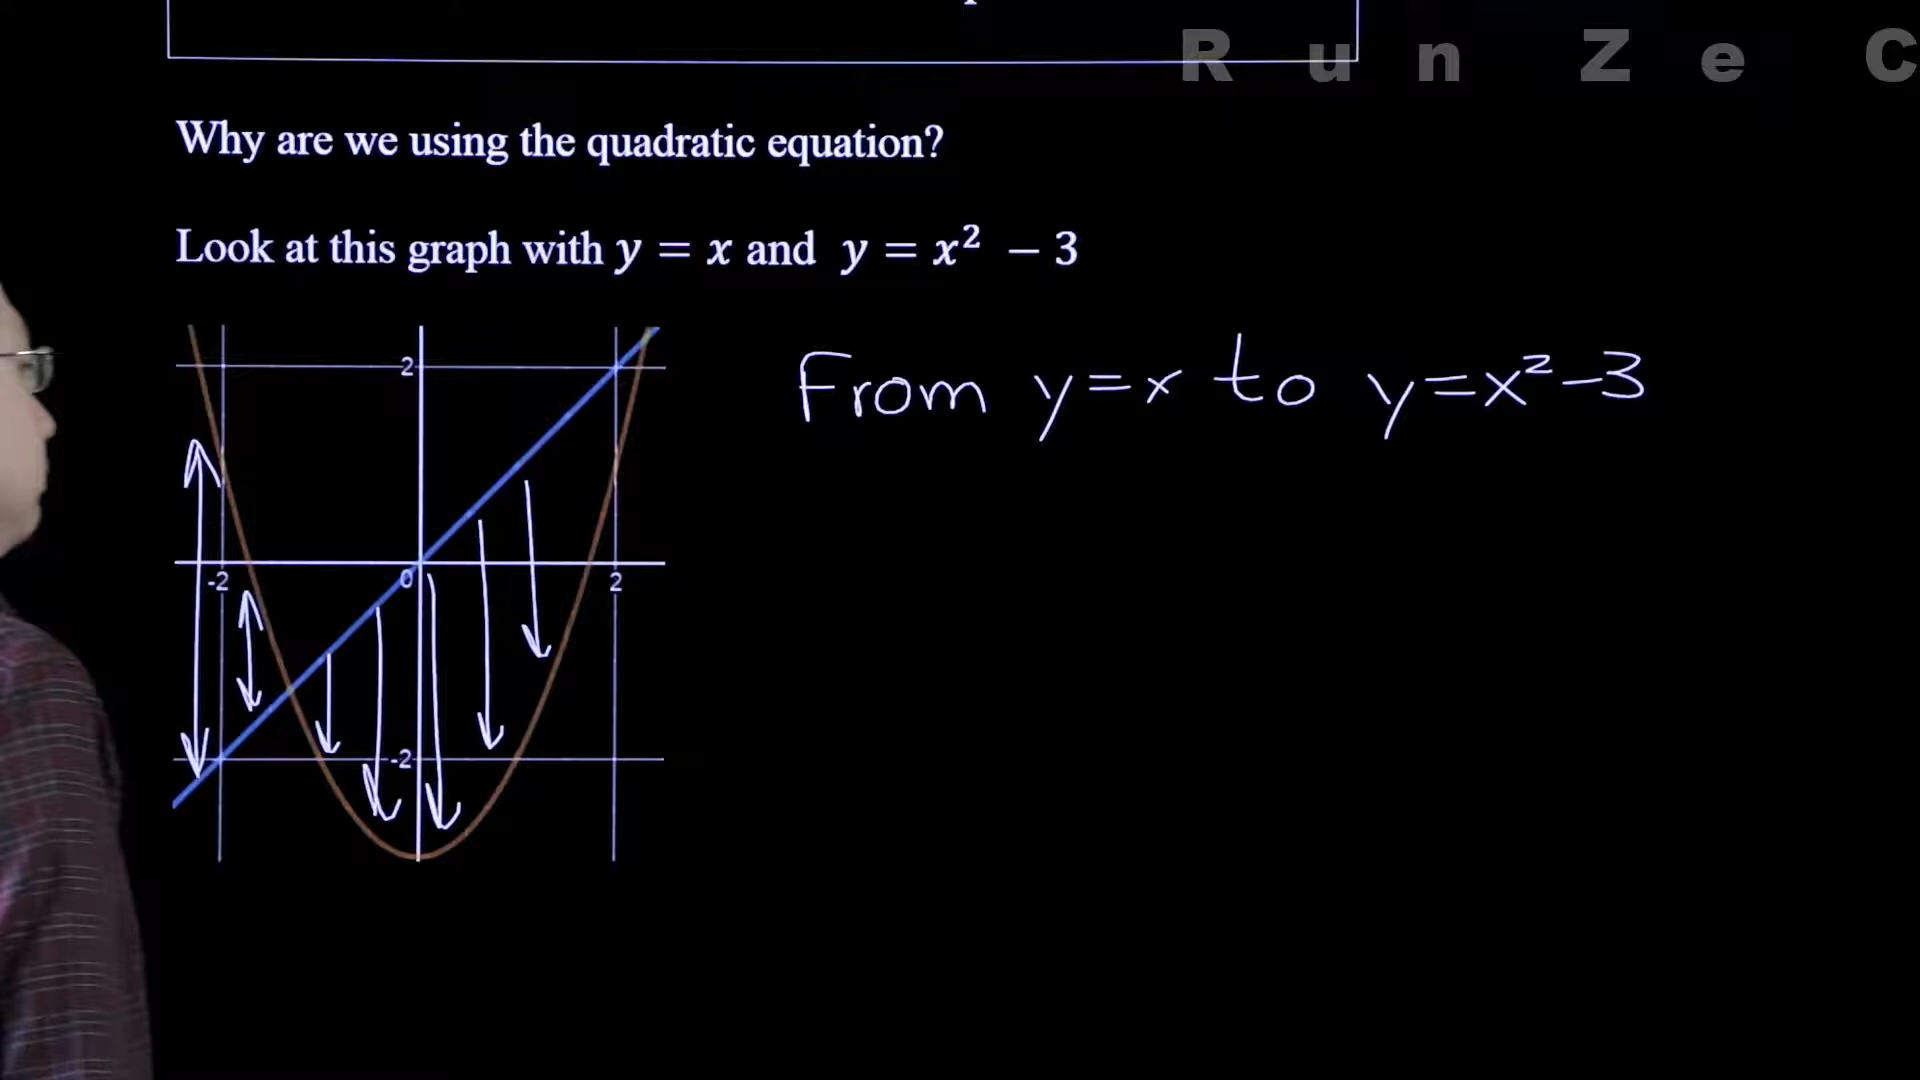 R u n Z e C
Why are we using the quadratic equation?
Look at this graph with y = x and y = x² − 3
From y=x to y=x²-3
2
-2
0
2
-2